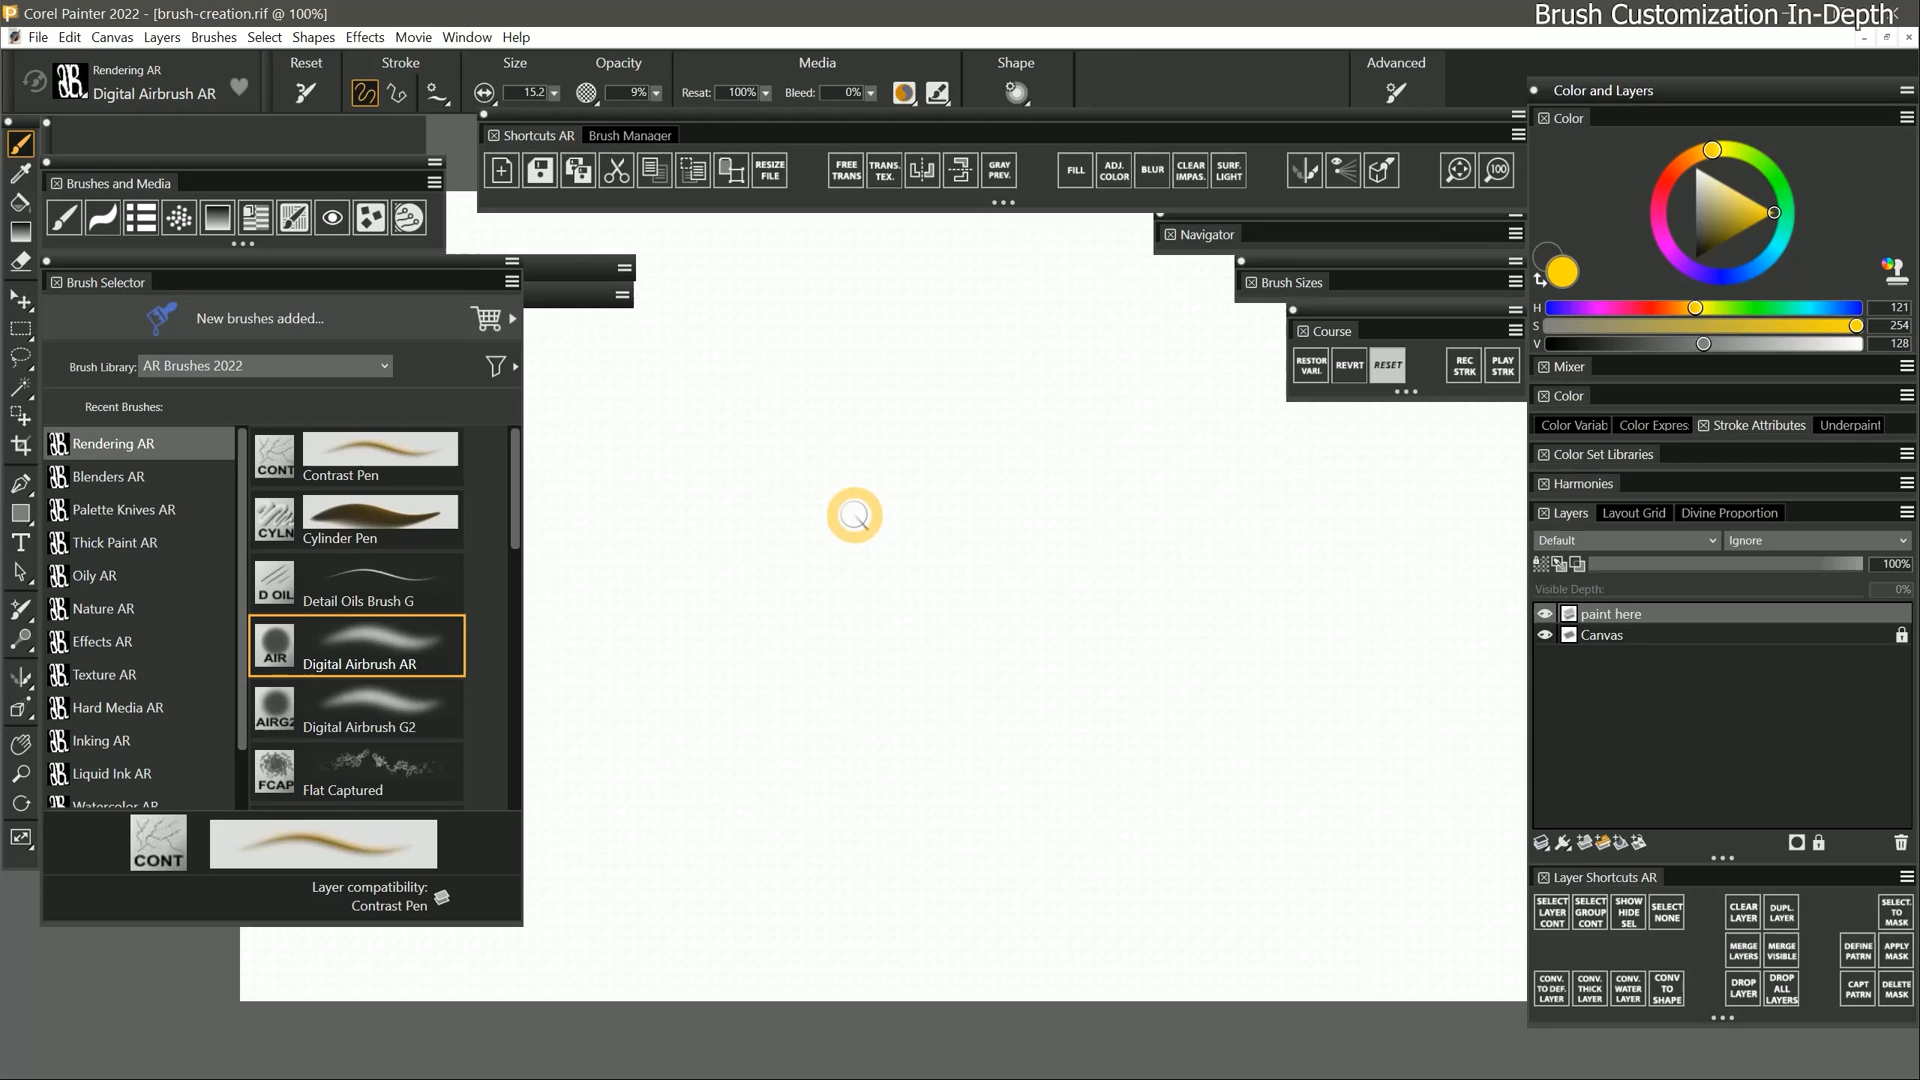 Corel Painter 2022 - [brush-creation.rif @ 100%]
Brush Customization In-Depth
File Edit Canvas Layers Brushes Select Shapes Effects Movie Window Help
Rendering AR
Digital Airbrush AR
Reset
Stroke
Size
15.2
Opacity
9%
Media
Resat: 100%
Bleed: 0%
Shape
Advanced
Color and Layers
Shortcuts AR
Brush Manager
RESIZE FILE
FREE TRANS
TRANS. TEX.
GRAY PREV.
FILL
ADJ. COLOR
BLUR
CLEAR IMPAS.
SURF. LIGHT
100
Color
H 121
S 254
V 128
Brushes and Media
Navigator
Brush Sizes
Course
RESTOR VARI.
REVRT
RESET
REC STRK
PLAY STRK
Brush Selector
New brushes added...
Brush Library: AR Brushes 2022
Recent Brushes:
Rendering AR
Blenders AR
Palette Knives AR
Thick Paint AR
Oily AR
Nature AR
Effects AR
Texture AR
Hard Media AR
Inking AR
Liquid Ink AR
Watercolor AR
CONT
Contrast Pen
CYLN
Cylinder Pen
D OIL
Detail Oils Brush G
AIR
Digital Airbrush AR
AIRG2
Digital Airbrush G2
FCAP
Flat Captured
CONT
Layer compatibility:
Contrast Pen
Mixer
Color
Color Variab
Color Expres
Stroke Attributes
Underpaint
Color Set Libraries
Harmonies
Layers
Layout Grid
Divine Proportion
Default
Ignore
100%
Visible Depth: 0%
paint here
Canvas
Layer Shortcuts AR
SELECT LAYER CONT
SELECT GROUP CONT
SHOW HIDE SEL
SELECT NONE
CLEAR LAYER
DUPL. LAYER
SELECT. TO MASK
MERGE LAYERS
MERGE VISIBLE
DEFINE PATRN
APPLY MASK
CONV. TO DEF. LAYER
CONV. THICK LAYER
CONV. WATER LAYER
CONV TO SHAPE
DROP LAYER
DROP ALL LAYERS
CAPT PATRN
DELETE MASK